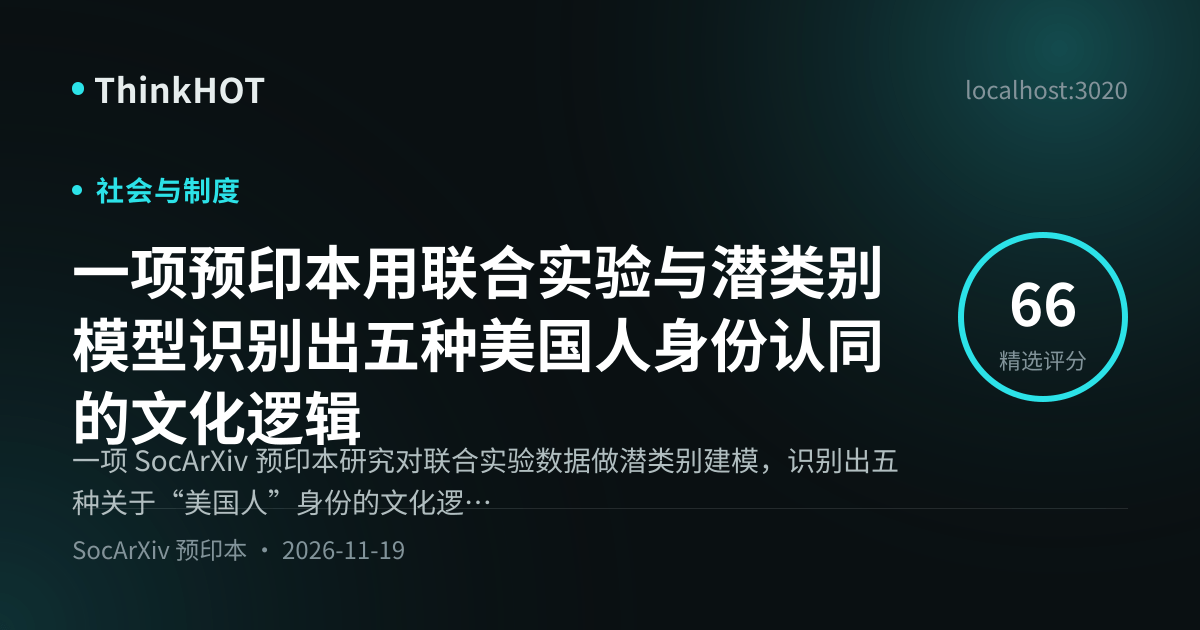 ThinkHOT
localhost:3020
社会与制度
一项预印本用联合实验与潜类别
模型识别出五种美国人身份认同
的文化逻辑
66
精选评分
一项 SocArXiv 预印本研究对联合实验数据做潜类别建模，识别出五
种关于“美国人”身份的文化逻…
SocArXiv 预印本 · 2026-11-19